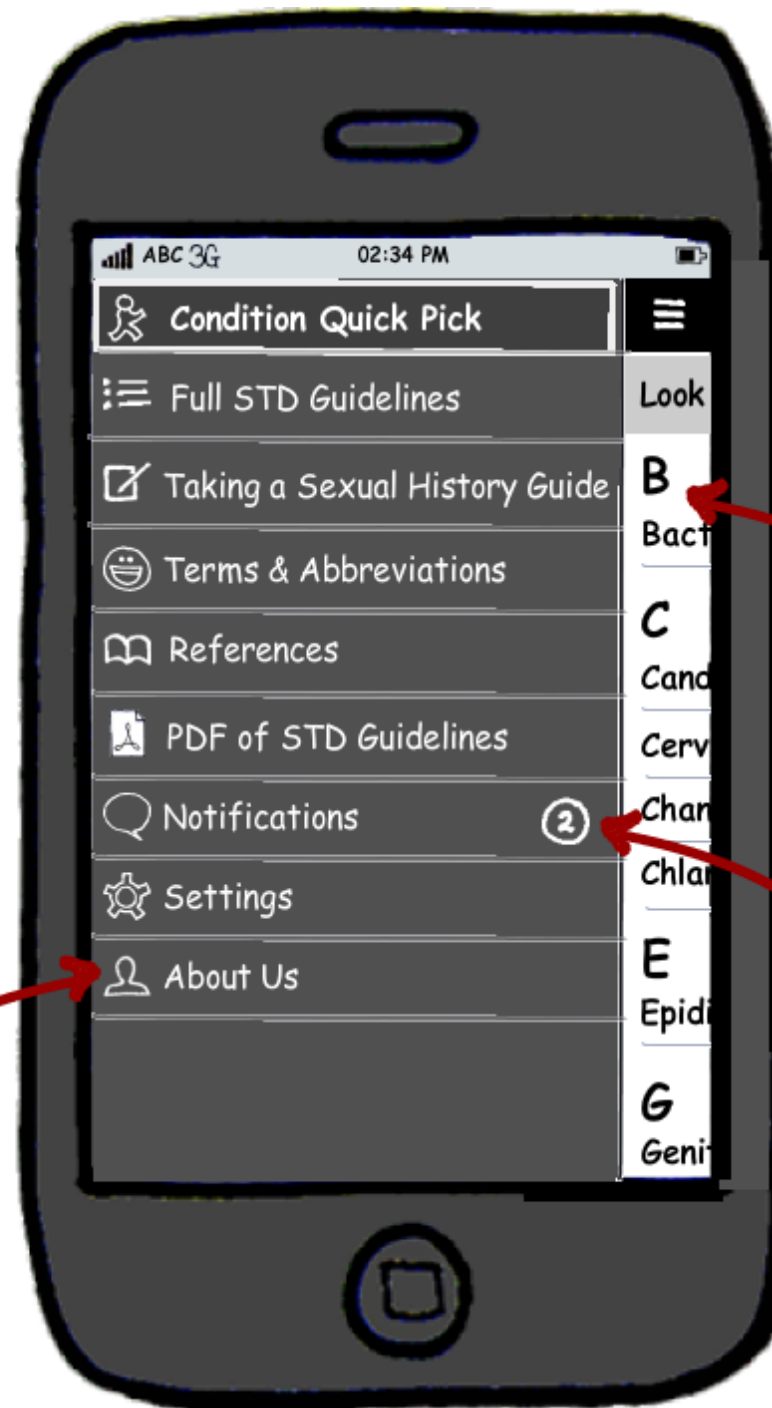 ABC 3G 02:34 PM
Condition Quick Pick
Full STD Guidelines
Taking a Sexual History Guide
Terms & Abbreviations
References
PDF of STD Guidelines
Notifications 2
Settings
About Us
Look
B
Bact
C
Cand
Cerv
Chan
Chlam
E
Epidi
G
Genit